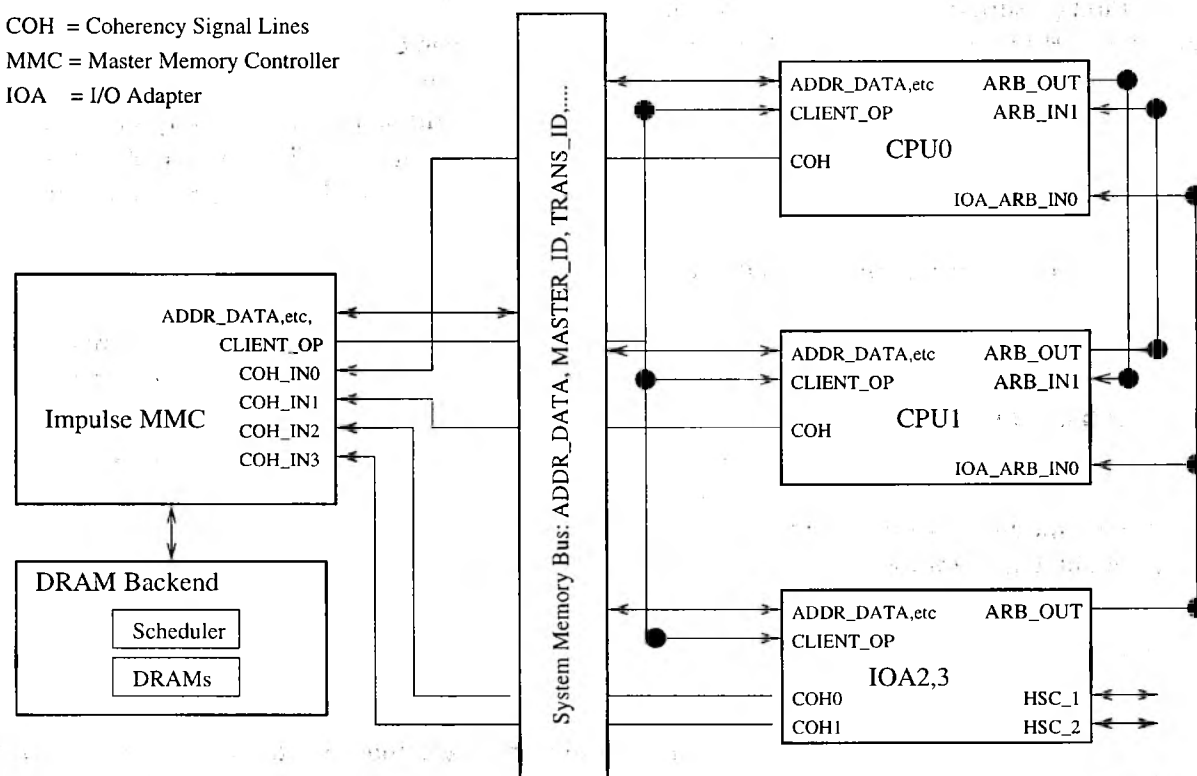 COH = Coherency Signal Lines
MMC = Master Memory Controller
IOA = I/O Adapter
System Memory Bus: ADDR_DATA, MASTER_ID, TRANS_ID,....
ADDR_DATA,etc ARB_OUT
CLIENT_OP ARB_IN1
CPU0
COH
IOA_ARB_IN0
ADDR_DATA,etc,
CLIENT_OP
COH_IN0
COH_IN1
Impulse MMC
COH_IN2
COH_IN3
ADDR_DATA,etc ARB_OUT
CLIENT_OP ARB_IN1
CPU1
COH
IOA_ARB_IN0
DRAM Backend
Scheduler
DRAMs
ADDR_DATA,etc ARB_OUT
CLIENT_OP
IOA2,3
COH0 HSC_1
COH1 HSC_2